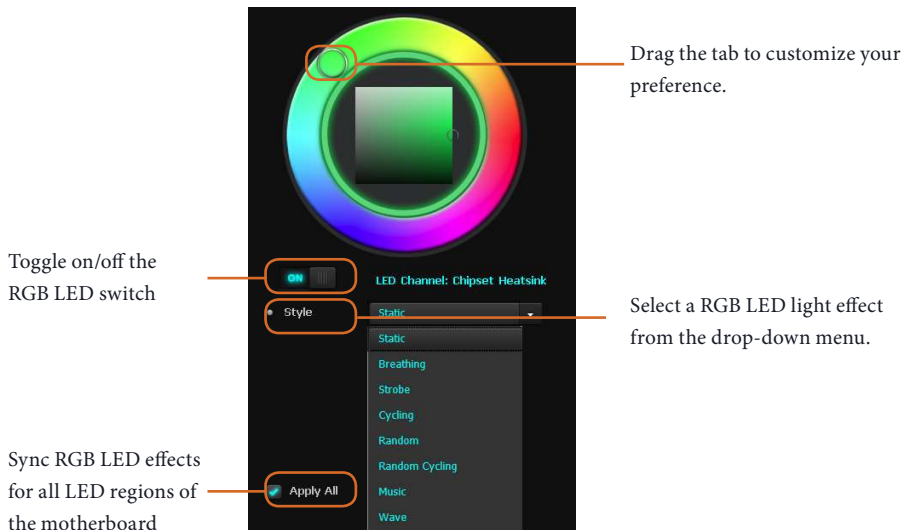 Drag the tab to customize your
preference.
Toggle on/off the
RGB LED switch
ON
LED Channel: Chipset Heatsink
Style
Static
Select a RGB LED light effect
from the drop-down menu.
Static
Breathing
Strobe
Cycling
Random
Random Cycling
Music
Wave
Sync RGB LED effects
for all LED regions of
the motherboard
Apply All